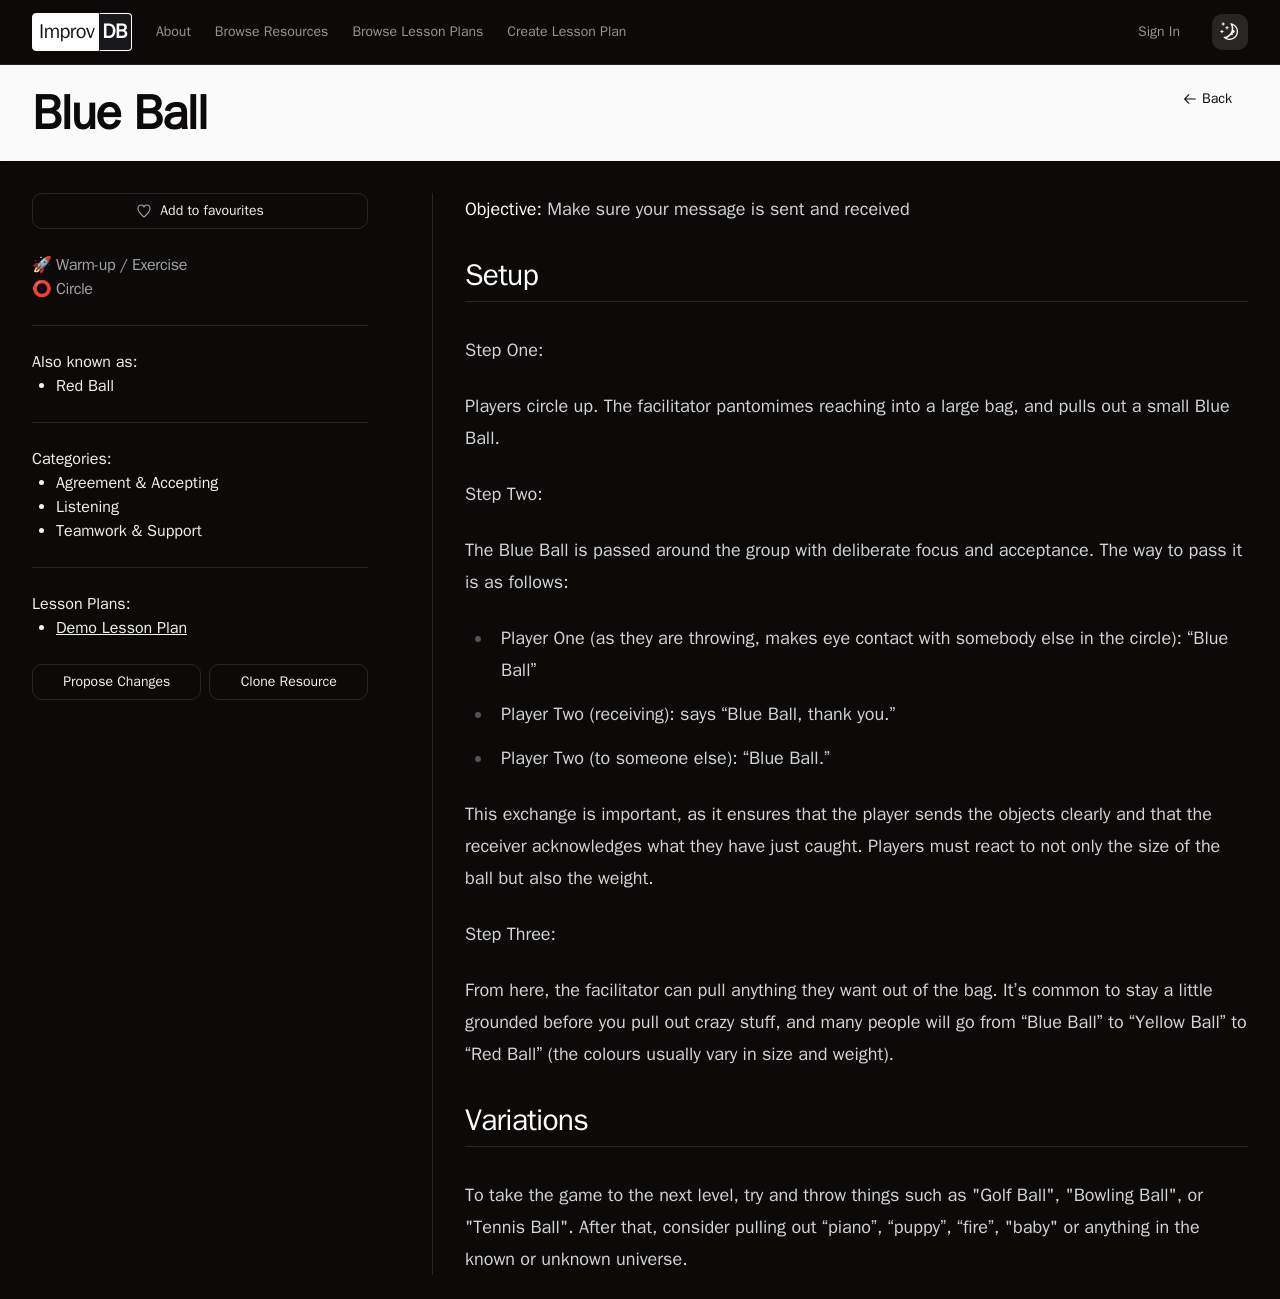 Improv DB About Browse Resources Browse Lesson Plans Create Lesson Plan Sign In
Blue Ball
← Back
Add to favourites
🚀 Warm-up / Exercise
⭕ Circle
Also known as:
• Red Ball
Categories:
• Agreement & Accepting
• Listening
• Teamwork & Support
Lesson Plans:
• Demo Lesson Plan
Propose Changes Clone Resource
Objective: Make sure your message is sent and received
Setup
Step One:
Players circle up. The facilitator pantomimes reaching into a large bag, and pulls out a small Blue
Ball.
Step Two:
The Blue Ball is passed around the group with deliberate focus and acceptance. The way to pass it
is as follows:
• Player One (as they are throwing, makes eye contact with somebody else in the circle): “Blue
Ball”
• Player Two (receiving): says “Blue Ball, thank you.”
• Player Two (to someone else): “Blue Ball.”
This exchange is important, as it ensures that the player sends the objects clearly and that the
receiver acknowledges what they have just caught. Players must react to not only the size of the
ball but also the weight.
Step Three:
From here, the facilitator can pull anything they want out of the bag. It’s common to stay a little
grounded before you pull out crazy stuff, and many people will go from “Blue Ball” to “Yellow Ball” to
“Red Ball” (the colours usually vary in size and weight).
Variations
To take the game to the next level, try and throw things such as "Golf Ball", "Bowling Ball", or
"Tennis Ball". After that, consider pulling out “piano”, “puppy”, “fire”, "baby" or anything in the
known or unknown universe.